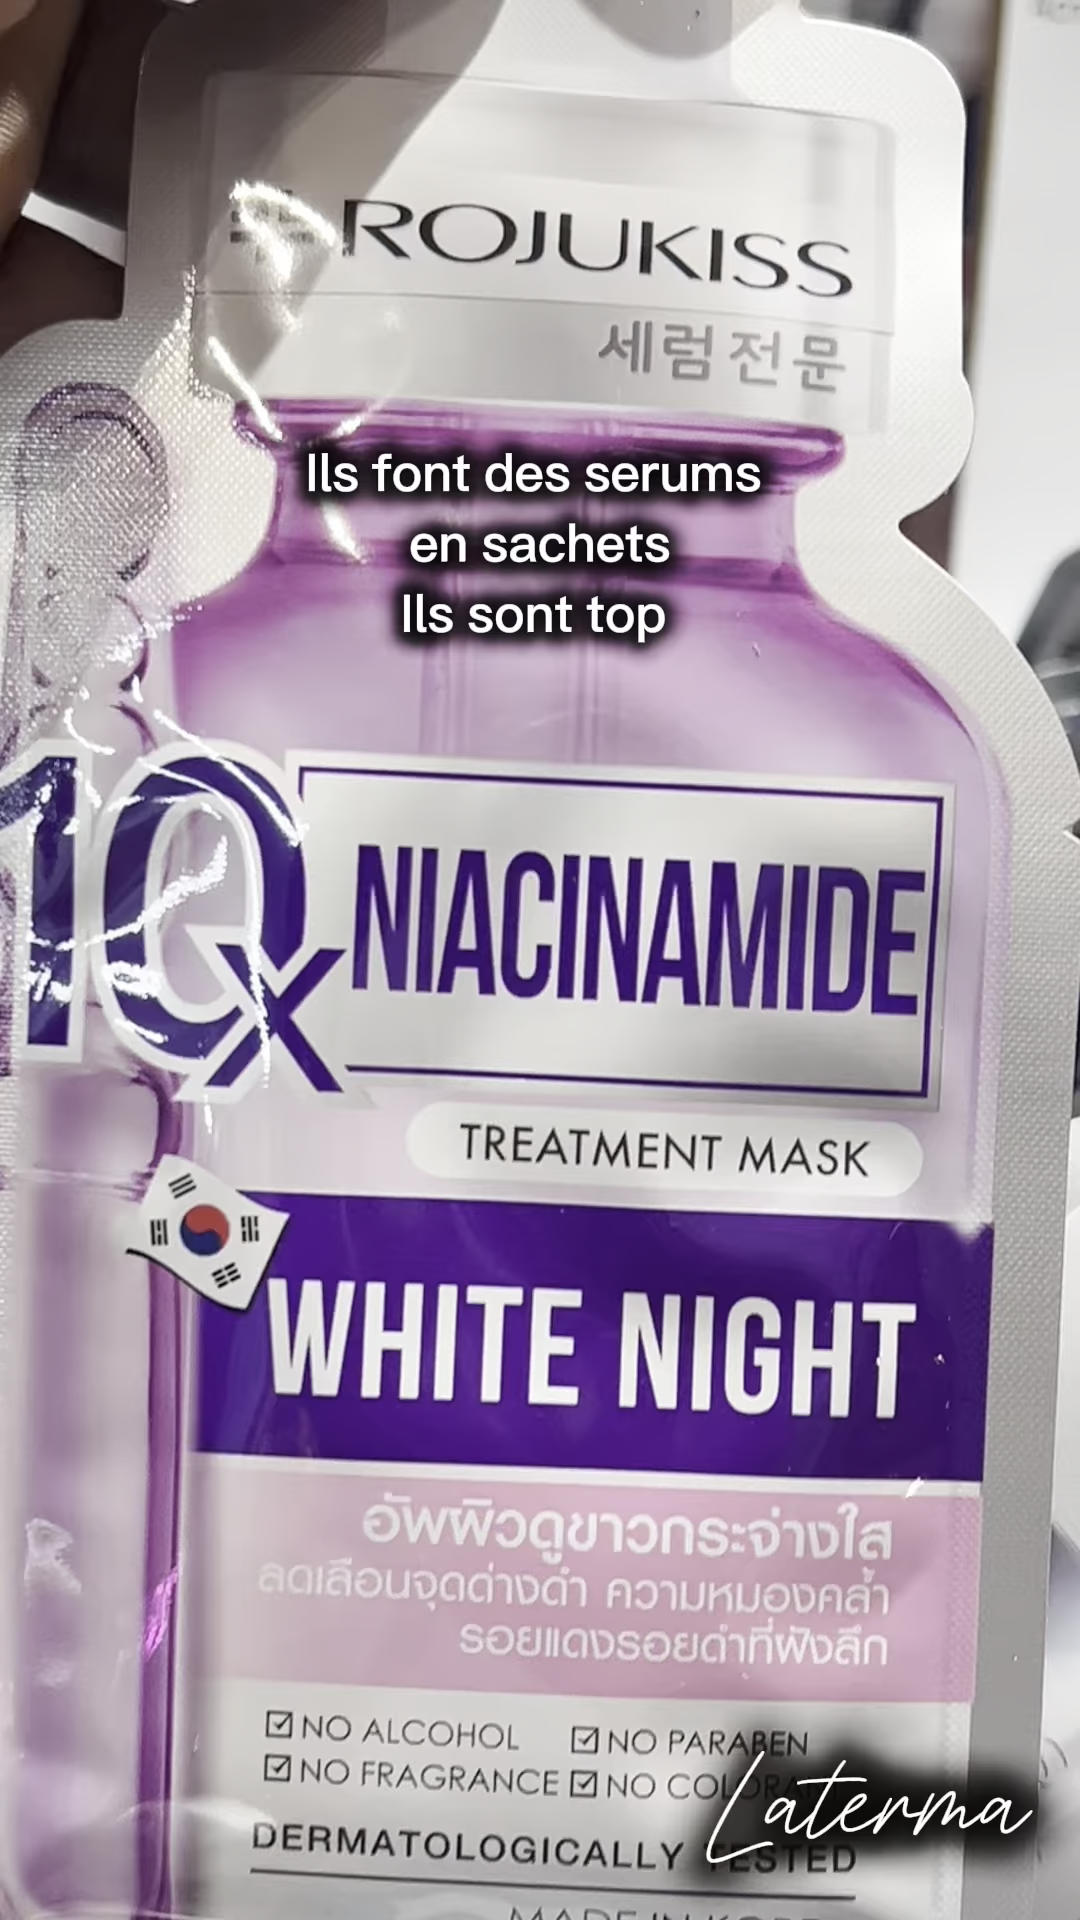 ROJUKISS
세럼전문
Ils font des serums
en sachets
Ils sont top
10x
NIACINAMIDE
TREATMENT MASK
WHITE NIGHT
อัพผิวดูขาวกระจ่างใส
ลดเลือนจุดด่างดำ ความหมองคล้ำ
รอยแดงรอยดำที่ฝังลึก
NO ALCOHOL NO PARABEN
NO FRAGRANCE NO COLORANT
Laterma
DERMATOLOGICALLY TESTED
MADE IN